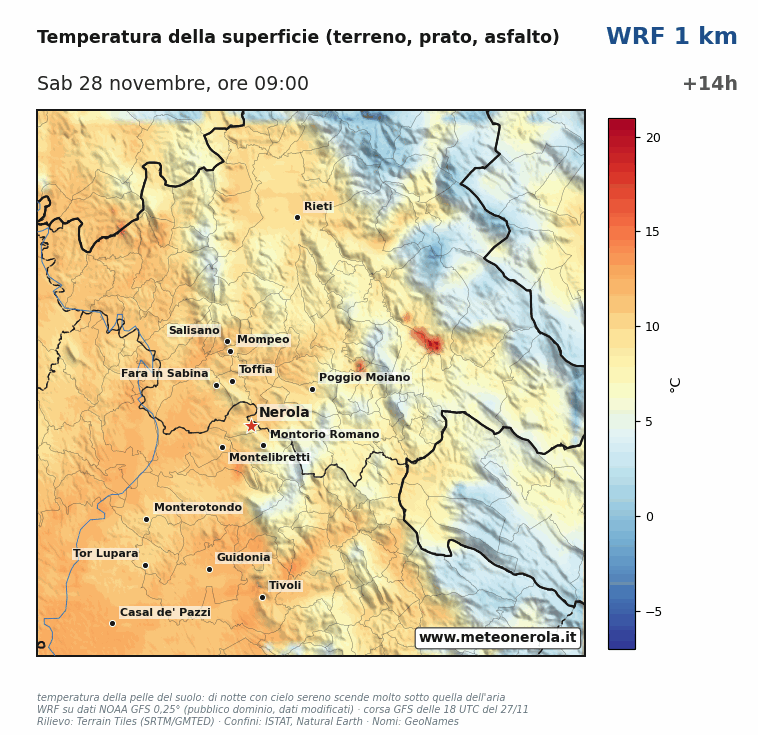 Temperatura della superficie (terreno, prato, asfalto)
WRF 1 km
Sab 28 novembre, ore 09:00
+14h
Rieti
Salisano
Mompeo
Fara in Sabina
Toffia
Poggio Moiano
Nerola
Montorio Romano
Montelibretti
Monterotondo
Tor Lupara
Guidonia
Tivoli
Casal de' Pazzi
www.meteonerola.it
20
15
10
5
0
−5
°C
temperatura della pelle del suolo: di notte con cielo sereno scende molto sotto quella dell'aria
WRF su dati NOAA GFS 0,25° (pubblico dominio, dati modificati) · corsa GFS delle 18 UTC del 27/11
Rilievo: Terrain Tiles (SRTM/GMTED) · Confini: ISTAT, Natural Earth · Nomi: GeoNames